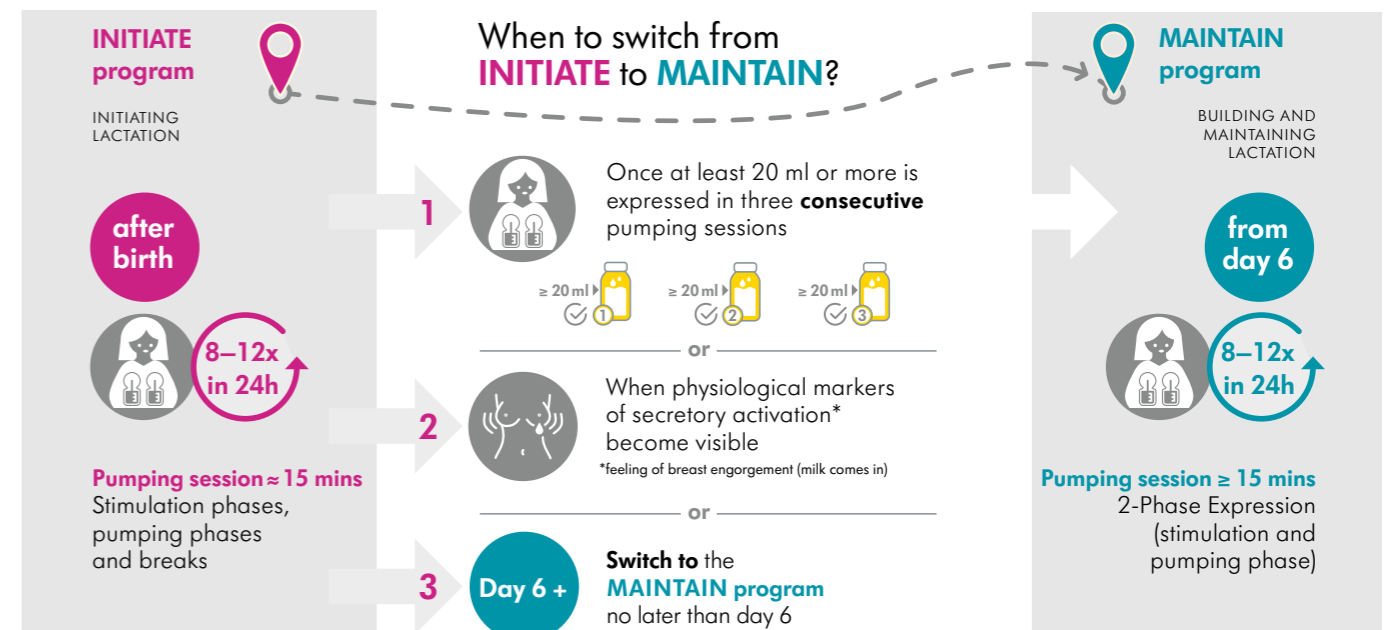 INITIATE
program
INITIATING
LACTATION
after
birth
8–12x
in 24h
Pumping session ≈ 15 mins
Stimulation phases,
pumping phases
and breaks
When to switch from
INITIATE to MAINTAIN?
1
Once at least 20 ml or more is
expressed in three consecutive
pumping sessions
≥ 20 ml
1
≥ 20 ml
2
≥ 20 ml
3
or
2
When physiological markers
of secretory activation*
become visible
*feeling of breast engorgement (milk comes in)
or
3
Day 6 +
Switch to the
MAINTAIN program
no later than day 6
MAINTAIN
program
BUILDING AND
MAINTAINING
LACTATION
from
day 6
8–12x
in 24h
Pumping session ≥ 15 mins
2-Phase Expression
(stimulation and
pumping phase)